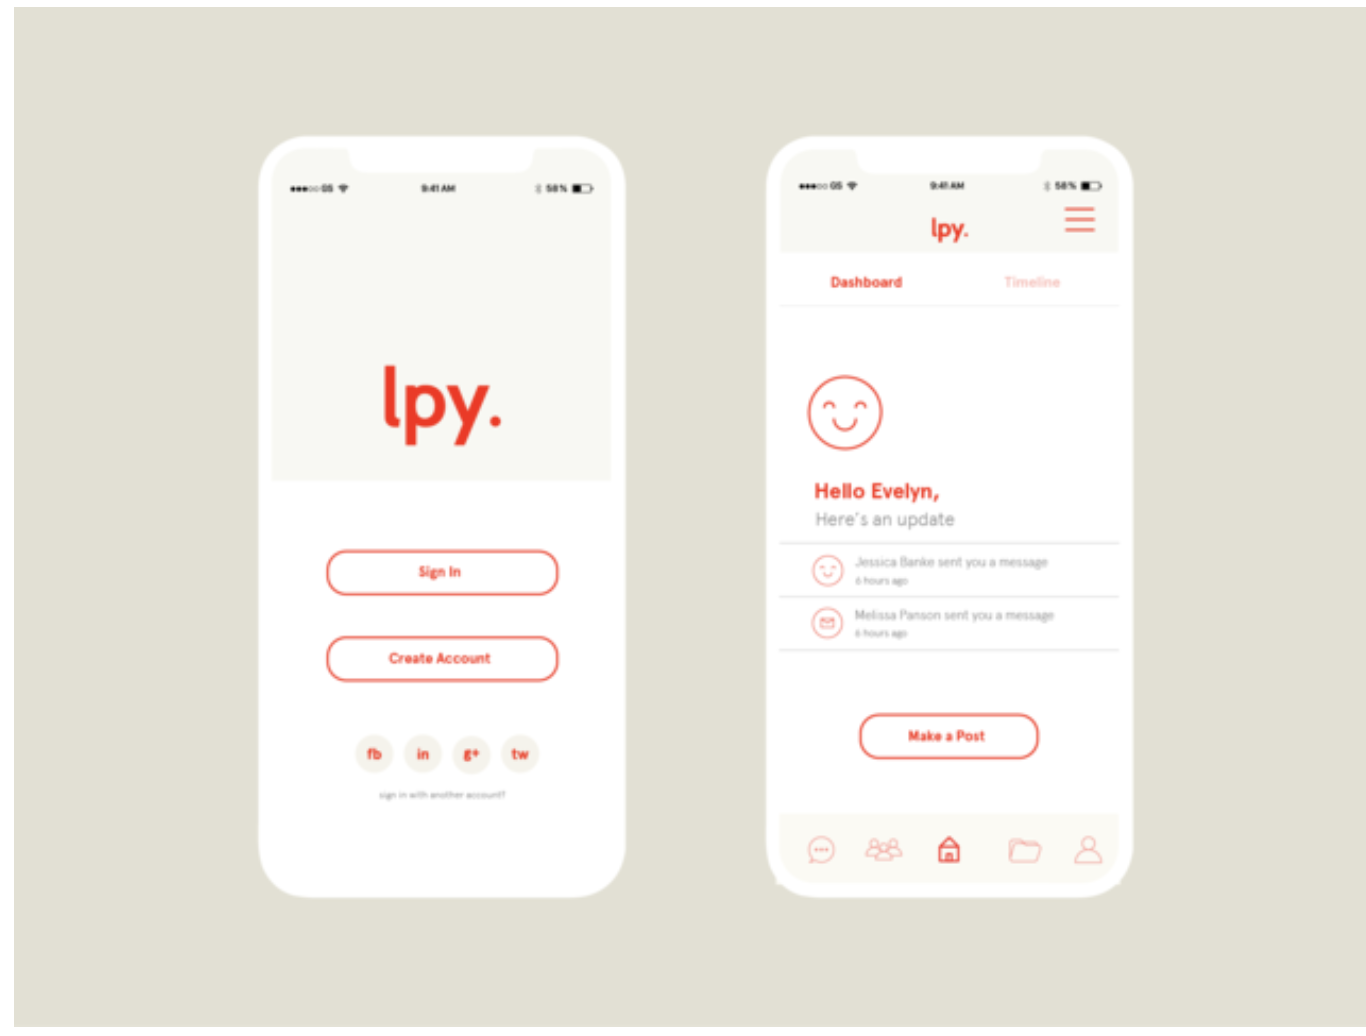 GS 9:41 AM 58%
lpy.
Sign In
Create Account
fb in g+ tw
sign in with another account?
GS 9:41 AM 58%
lpy.
Dashboard Timeline
Hello Evelyn,
Here's an update
Jessica Banke sent you a message
6 hours ago
Melissa Panson sent you a message
6 hours ago
Make a Post